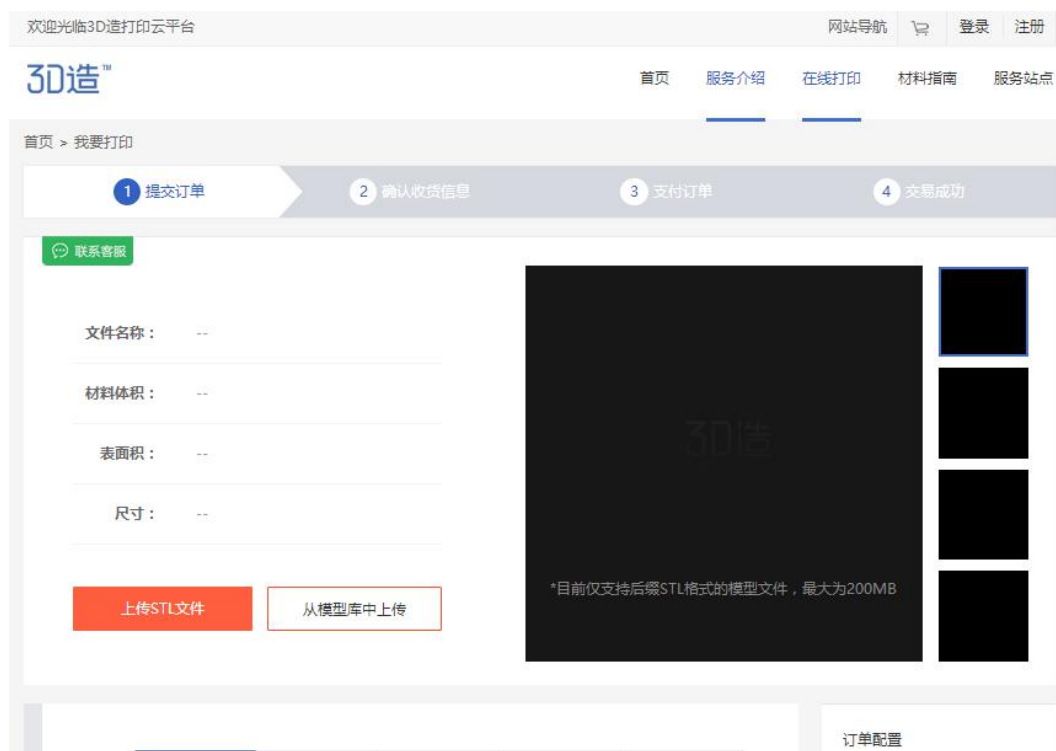 欢迎光临3D造打印云平台 网站导航 登录 注册
3D造™ 首页 服务介绍 在线打印 材料指南 服务站点
首页 > 我要打印
1 提交订单 2 确认收货信息 3 支付订单 4 交易成功
联系客服
文件名称： --
材料体积： --
3D造
表面积： --
尺寸： --
*目前仅支持后缀STL格式的模型文件，最大为200MB
上传STL文件 从模型库中上传
订单配置